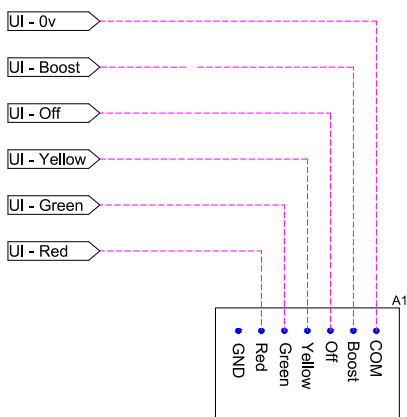 UI - 0v
UI - Boost
UI - Off
UI - Yellow
UI - Green
UI - Red
A1
GND
Red
Green
Yellow
Off
Boost
COM